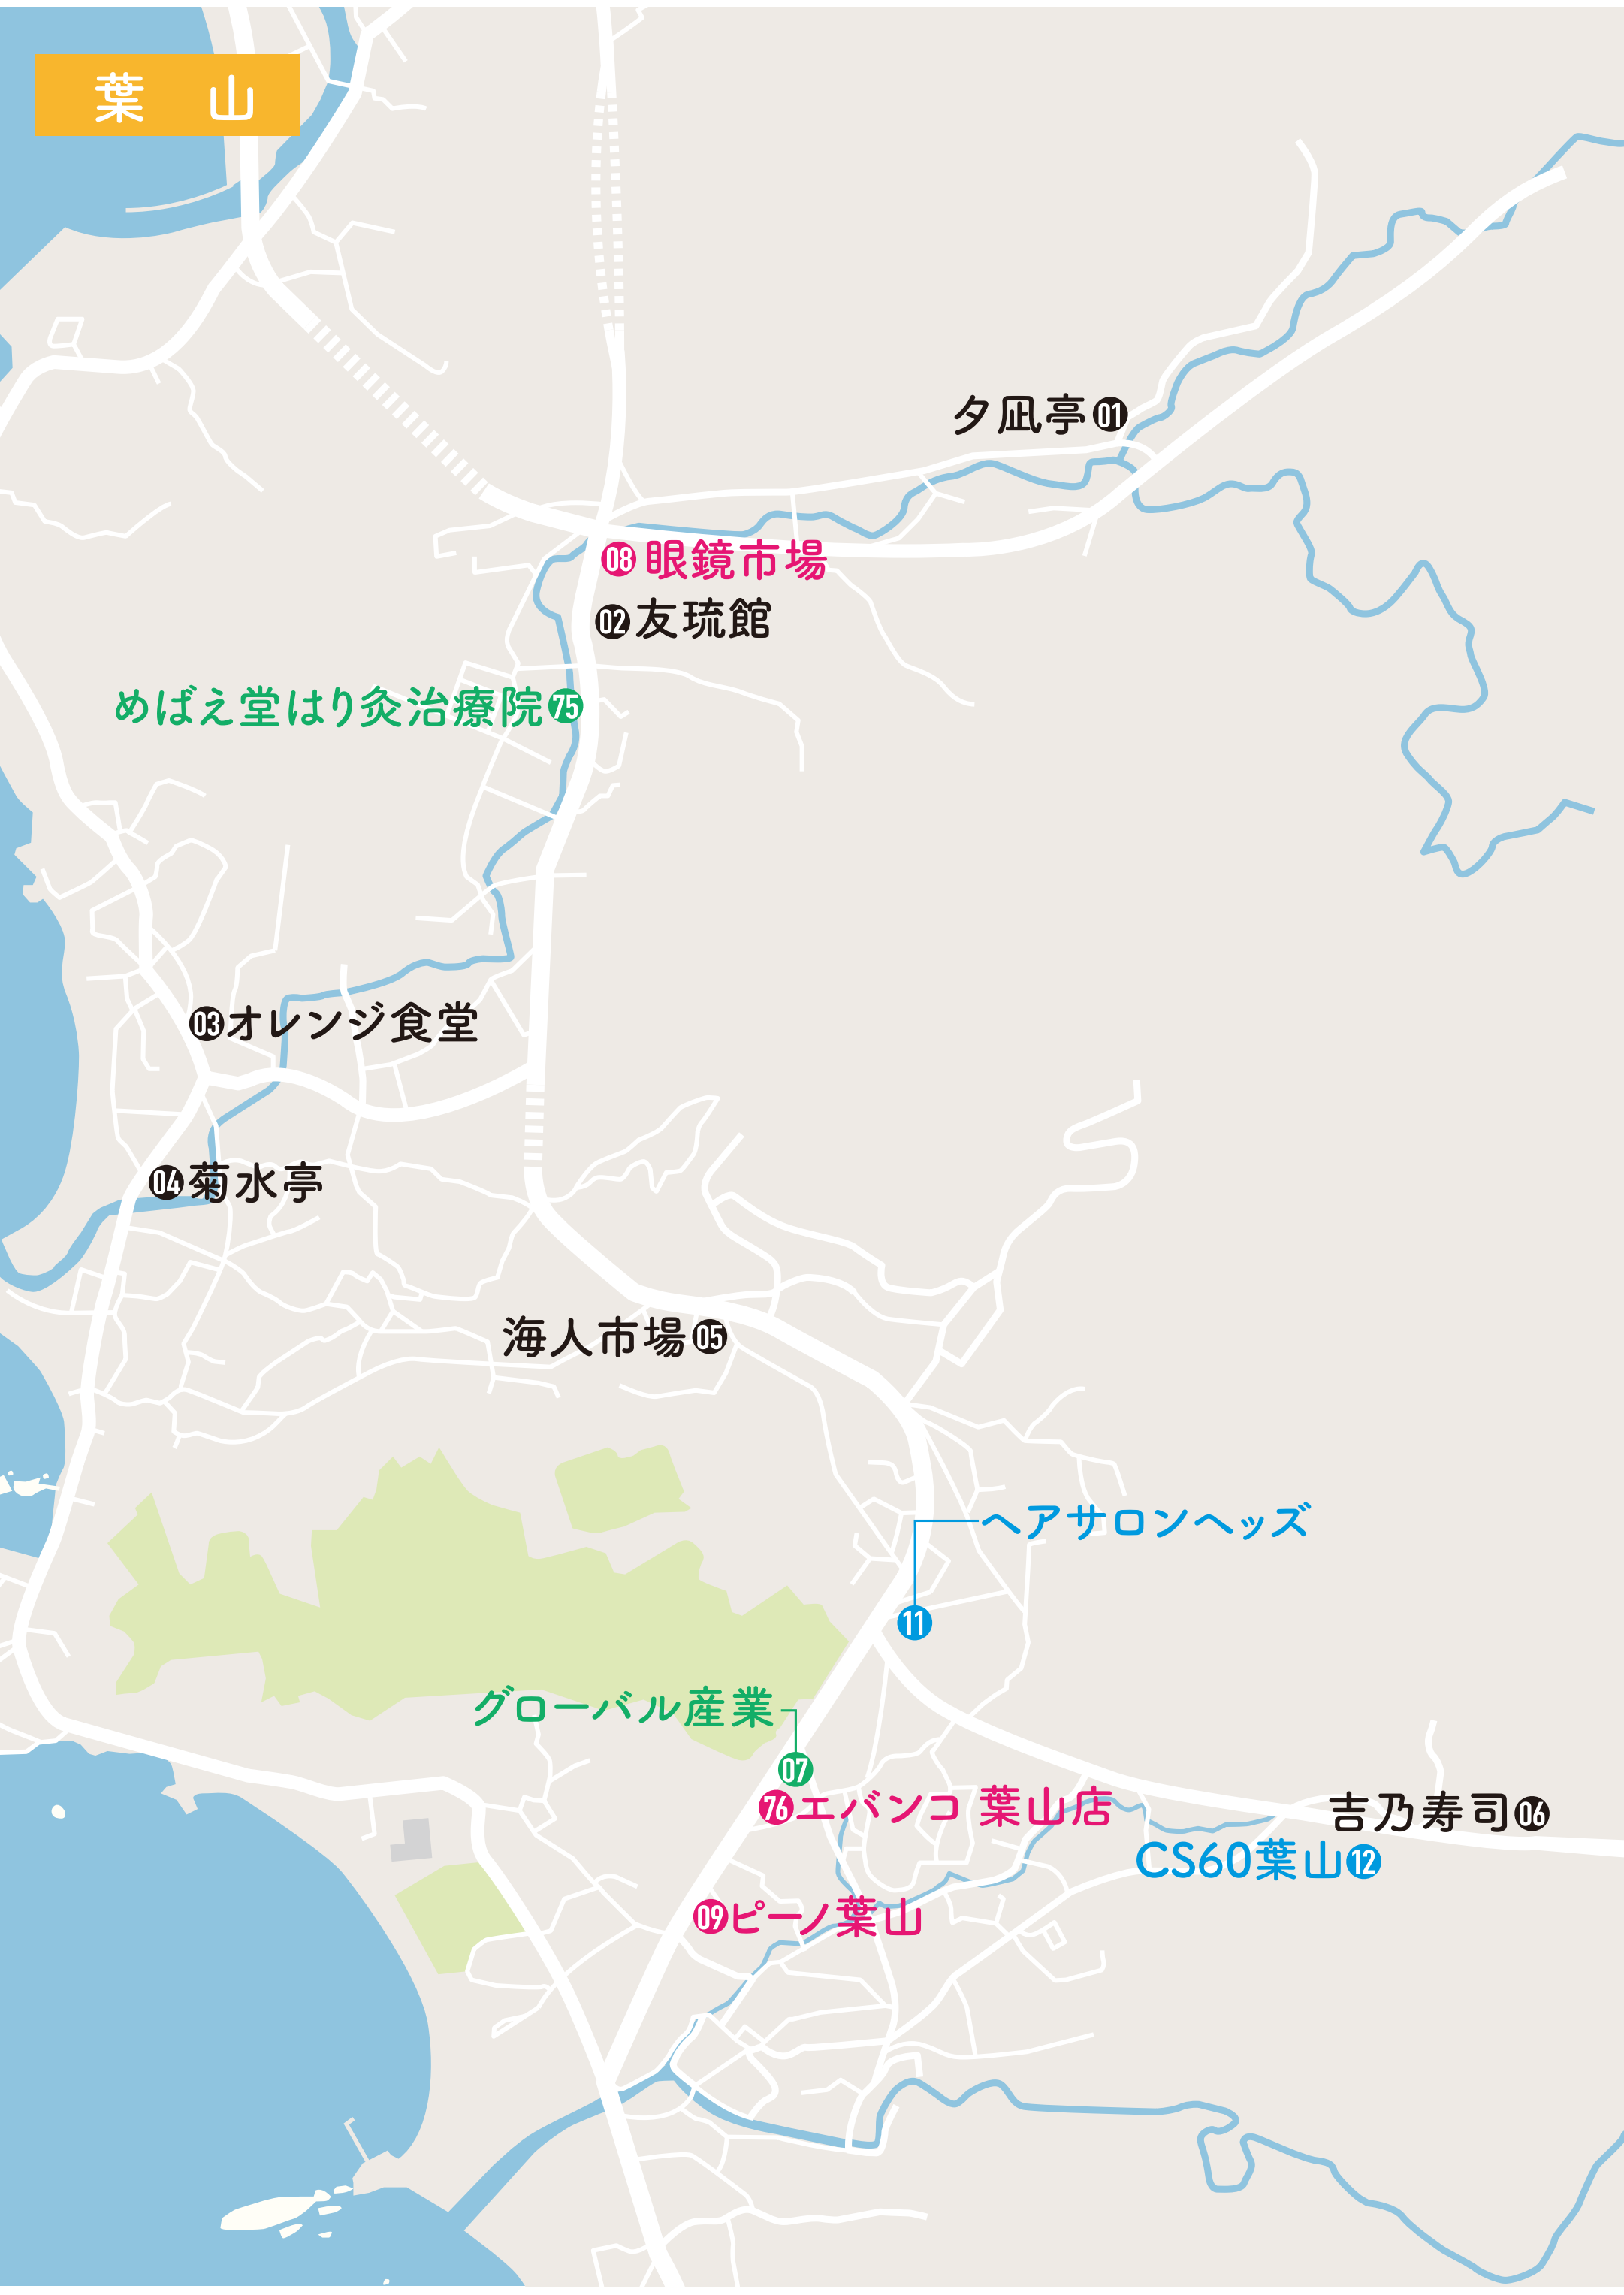 葉 山
夕凪亭01
08眼鏡市場
02友琉館
めばえ堂はり灸治療院75
03オレンジ食堂
04菊水亭
海人市場05
ヘアサロンヘッズ
11
グローバル産業
07
76エバンコ 葉山店
吉乃寿司06
CS60葉山12
09ピーノ葉山